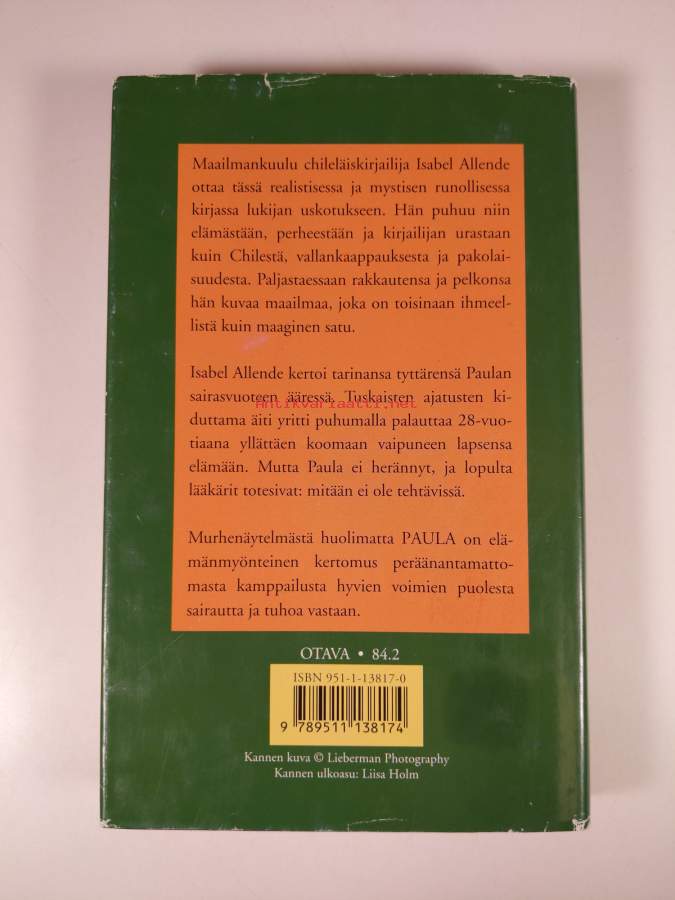 Maailmankuulu chileläiskirjailija Isabel Allende
ottaa tässä realistisessa ja mystisen runollisessa
kirjassa lukijan uskotukseen. Hän puhuu niin
elämästään, perheestään ja kirjailijan urastaan
kuin Chilestä, vallankaappauksesta ja pakolai-
suudesta. Paljastaessaan rakkautensa ja pelkonsa
hän kuvaa maailmaa, joka on toisinaan ihmeel-
listä kuin maaginen satu.
Isabel Allende kertoi tarinansa tyttärensä Paulan
sairasvuoteen ääressä. Tuskaisten ajatusten ki-
antikvariaatti.net
duttama äiti yritti puhumalla palauttaa 28-vuo-
tiaana yllättäen koomaan vaipuneen lapsensa
elämään. Mutta Paula ei herännyt, ja lopulta
lääkärit totesivat: mitään ei ole tehtävissä.
Murhenäytelmästä huolimatta PAULA on elä-
mänmyönteinen kertomus peräänantamatto-
masta kamppailusta hyvien voimien puolesta
sairautta ja tuhoa vastaan.
OTAVA • 84.2
ISBN 951-1-13817-0
9 789511 138174
Kannen kuva © Lieberman Photography
Kannen ulkoasu: Liisa Holm